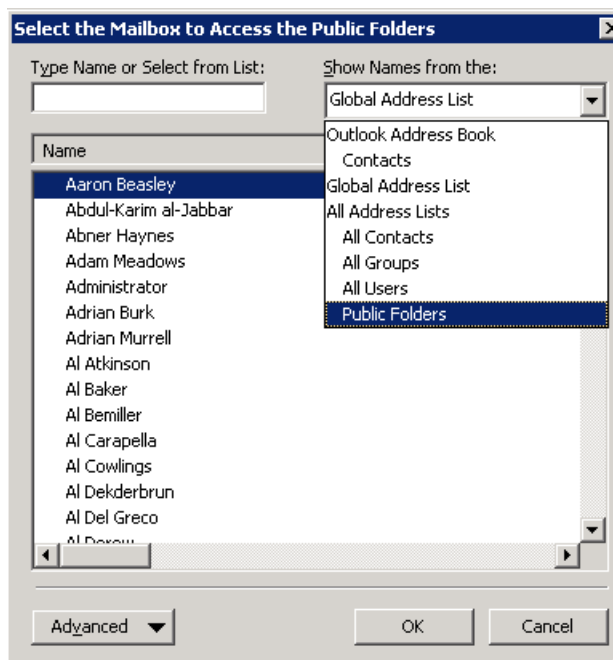 Select the Mailbox to Access the Public Folders
Type Name or Select from List:
Show Names from the:
Global Address List
Name
Outlook Address Book
Contacts
Global Address List
All Address Lists
All Contacts
All Groups
All Users
Public Folders
Aaron Beasley
Abdul-Karim al-Jabbar
Abner Haynes
Adam Meadows
Administrator
Adrian Burk
Adrian Murrell
Al Atkinson
Al Baker
Al Bemiller
Al Carapella
Al Cowlings
Al Dekderbrun
Al Del Greco
Al
Advanced
OK
Cancel